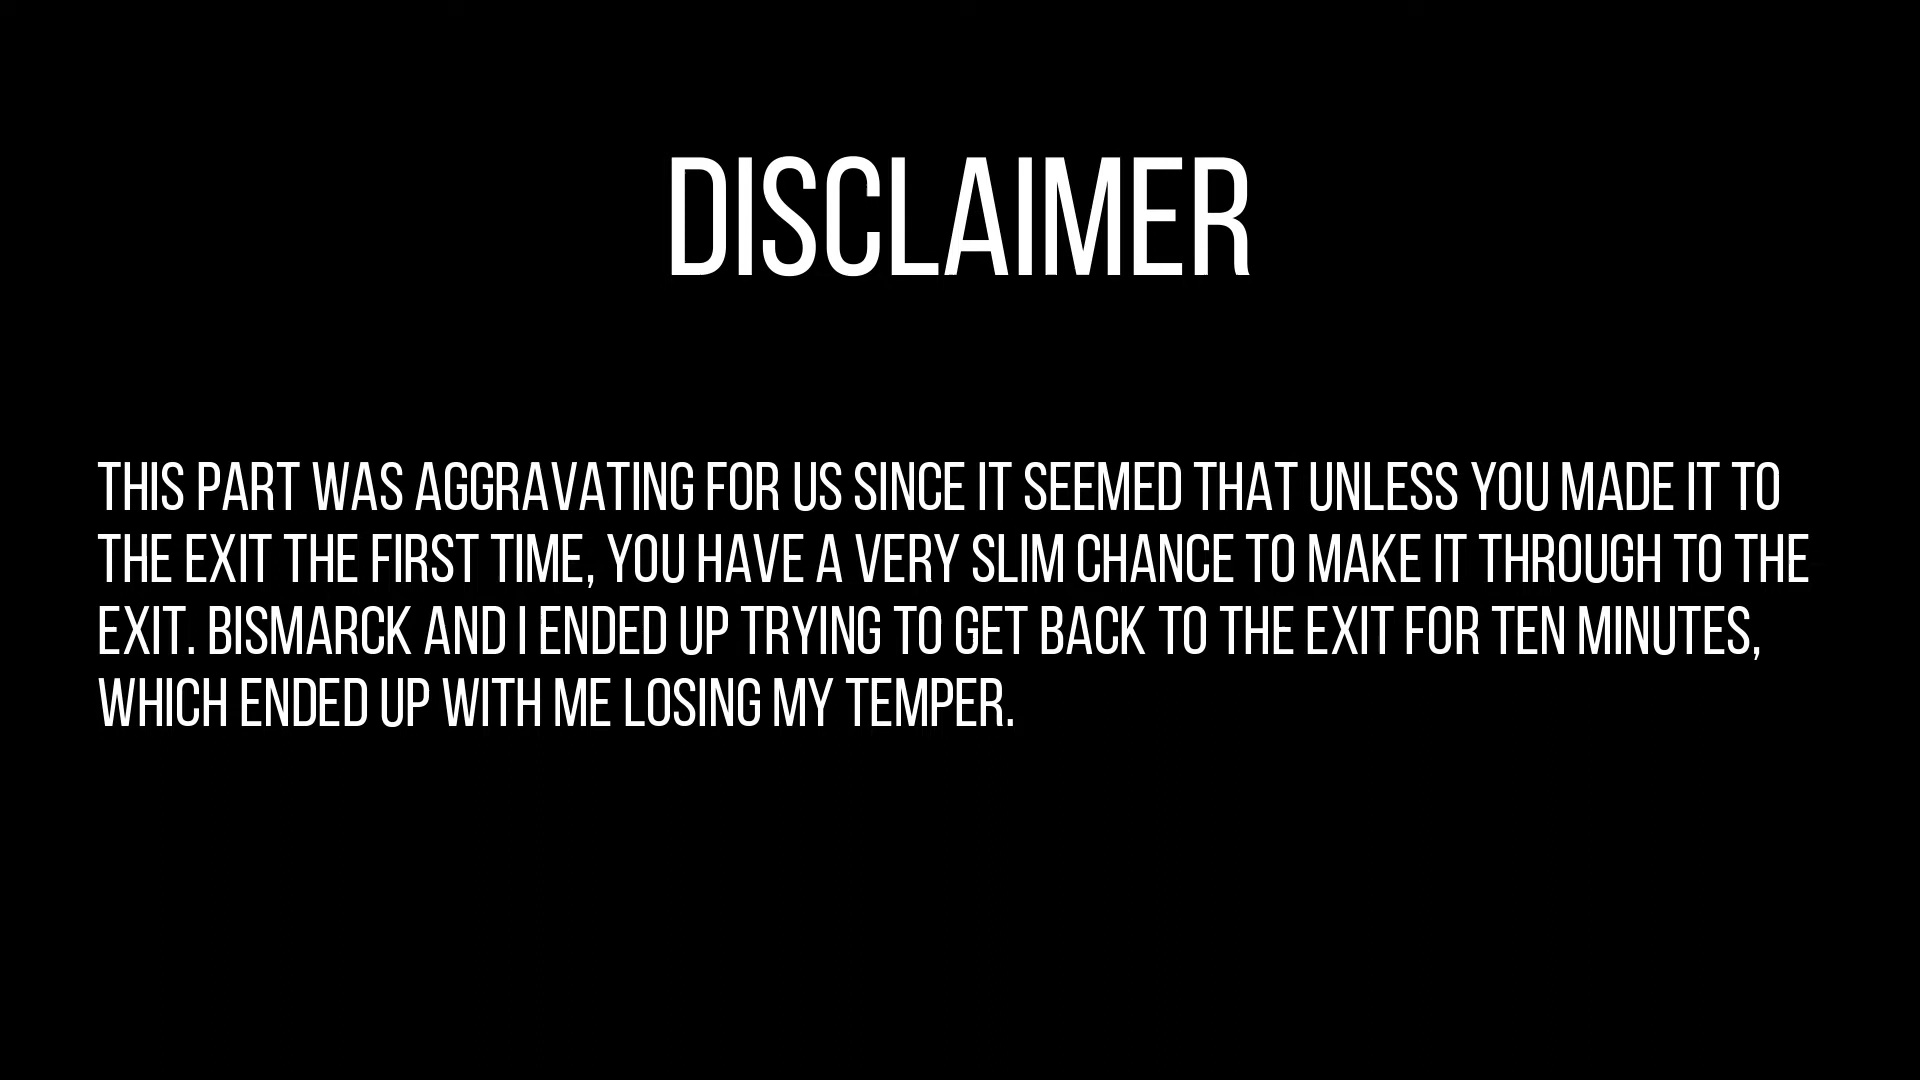 DISCLAIMER
THIS PART WAS AGGRAVATING FOR US SINCE IT SEEMED THAT UNLESS YOU MADE IT TO
THE EXIT THE FIRST TIME, YOU HAVE A VERY SLIM CHANCE TO MAKE IT THROUGH TO THE
EXIT. BISMARCK AND I ENDED UP TRYING TO GET BACK TO THE EXIT FOR TEN MINUTES,
WHICH ENDED UP WITH ME LOSING MY TEMPER.